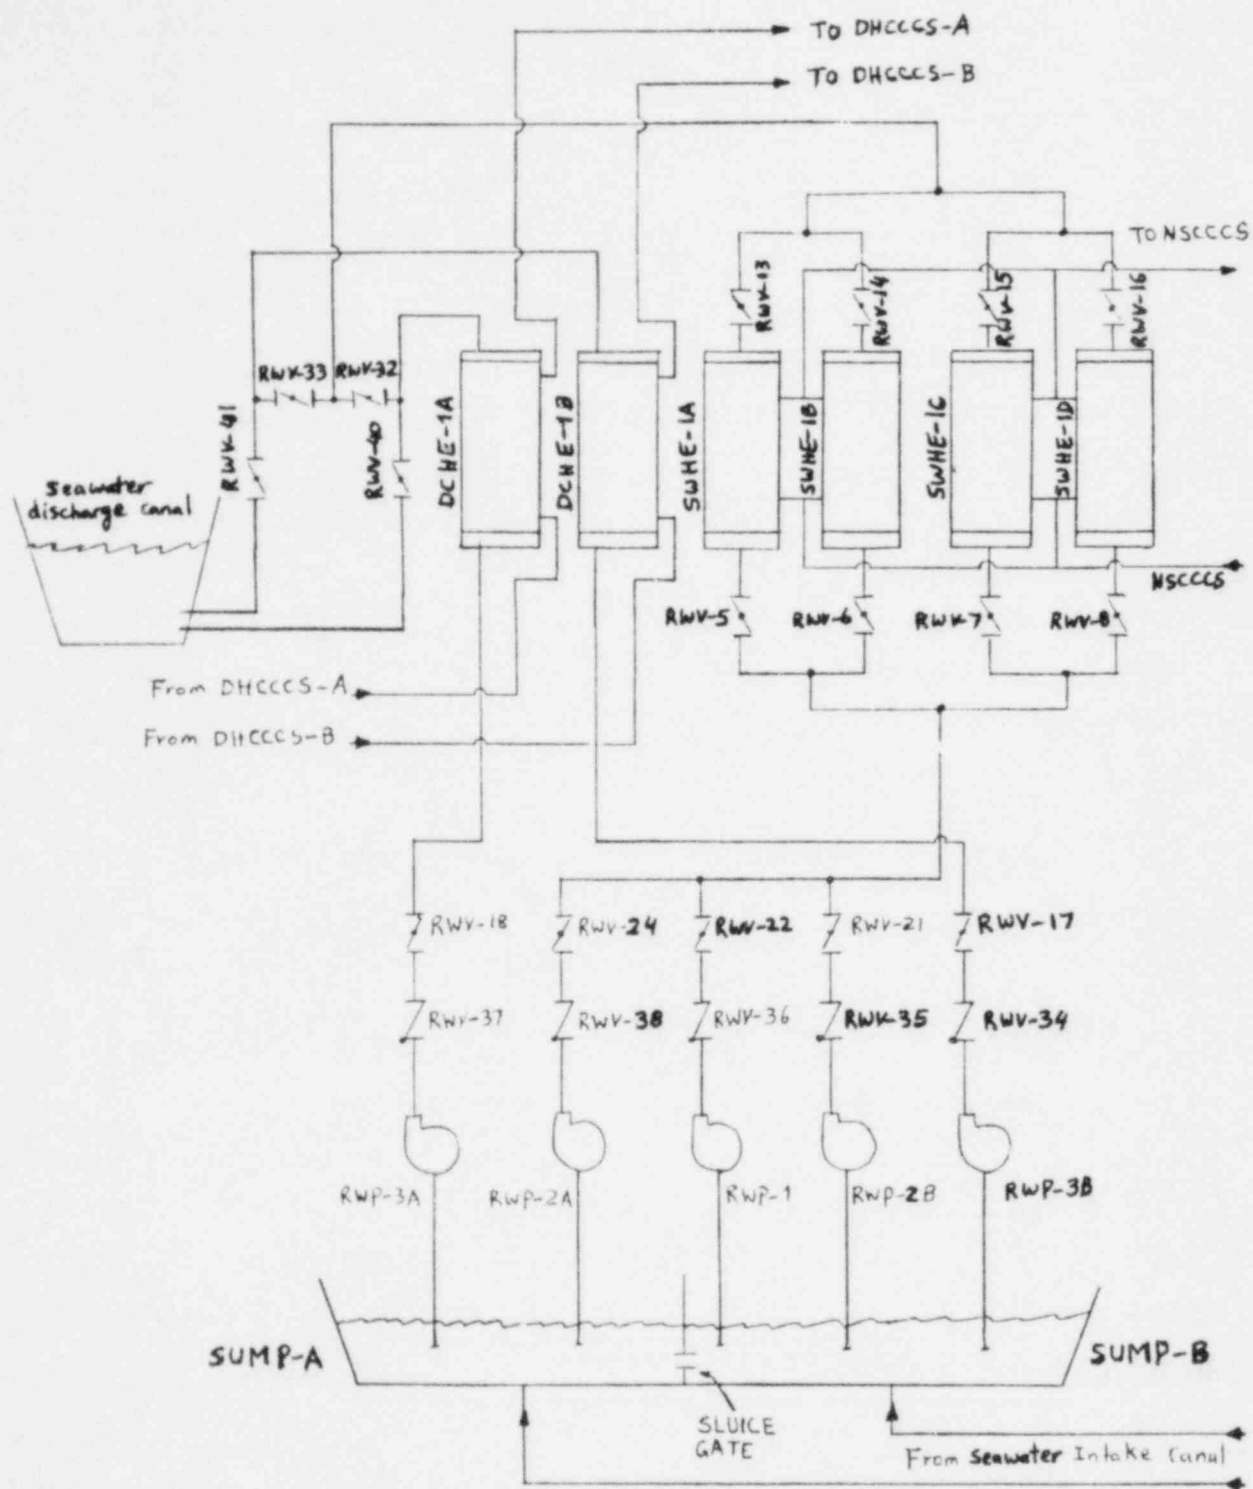 TO DHCCCS-A
TO DHCCCS-B
TO NSCCCS
RWV-13
RWV-14
RWV-15
RWV-16
RWV-33
RWV-32
RWV-41
RWV-40
DCHE-1A
DCHE-1B
SWHE-1A
SWHE-1B
SWHE-1C
SWHE-1D
Seawater
discharge canal
NSCCCS
RWV-5
RWV-6
RWV-7
RWV-8
From DHCCCS-A
From DHCCCS-B
RWV-18
RWV-24
RWV-22
RWV-21
RWV-17
RWV-37
RWV-38
RWV-36
RWV-35
RWV-34
RWP-3A
RWP-2A
RWP-1
RWP-2B
RWP-3B
SUMP-A
SUMP-B
SLUICE
GATE
From Seawater Intake Canal